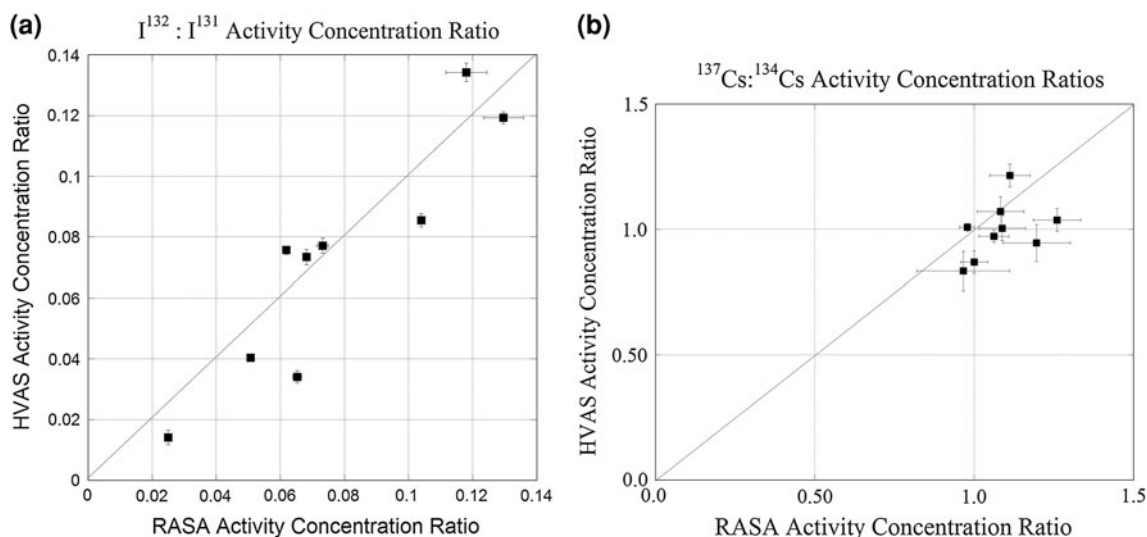 (a)
I¹³² : I¹³¹ Activity Concentration Ratio
HVAS Activity Concentration Ratio
0.14
0.12
0.1
0.08
0.06
0.04
0.02
0
0 0.02 0.04 0.06 0.08 0.1 0.12 0.14
RASA Activity Concentration Ratio
(b)
¹³⁷Cs:¹³⁴Cs Activity Concentration Ratios
HVAS Activity Concentration Ratio
1.5
1.0
0.50
0.0
0.0 0.50 1.0 1.5
RASA Activity Concentration Ratio